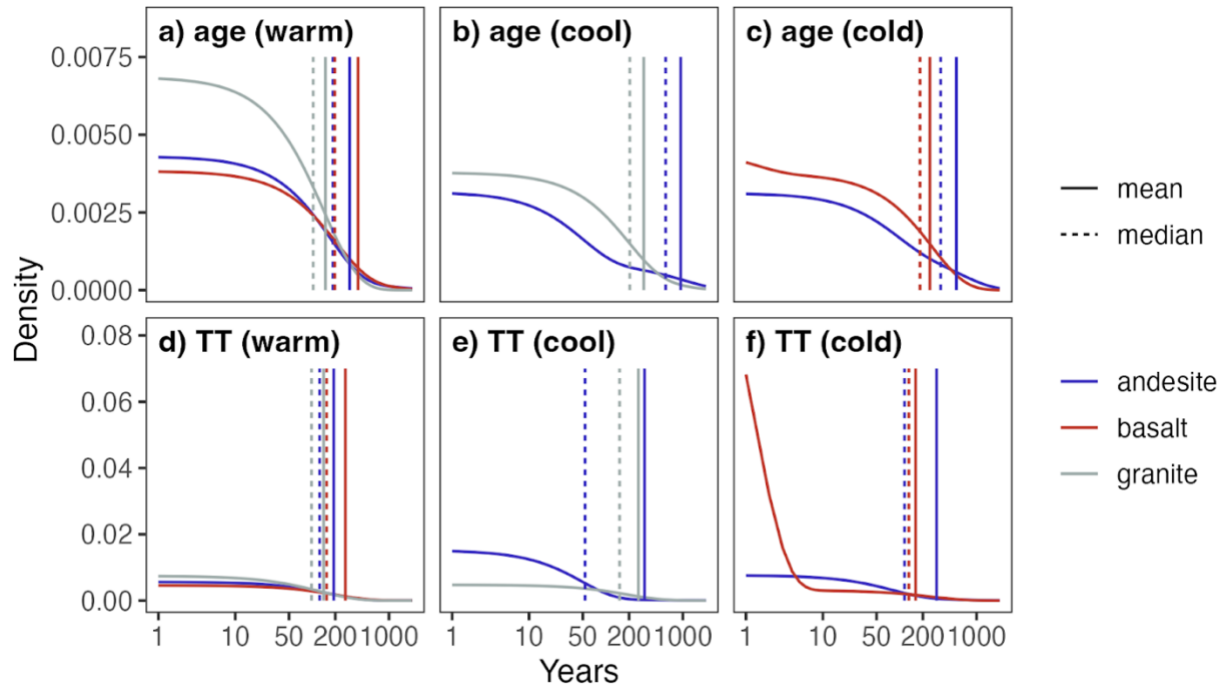 a) age (warm)
b) age (cool)
c) age (cold)
0.0075
0.0050
0.0025
0.0000
Density
mean
median
d) TT (warm)
e) TT (cool)
f) TT (cold)
0.08
0.06
0.04
0.02
0.00
andesite
basalt
granite
1 10 50 200 1000
1 10 50 200 1000
1 10 50 200 1000
Years